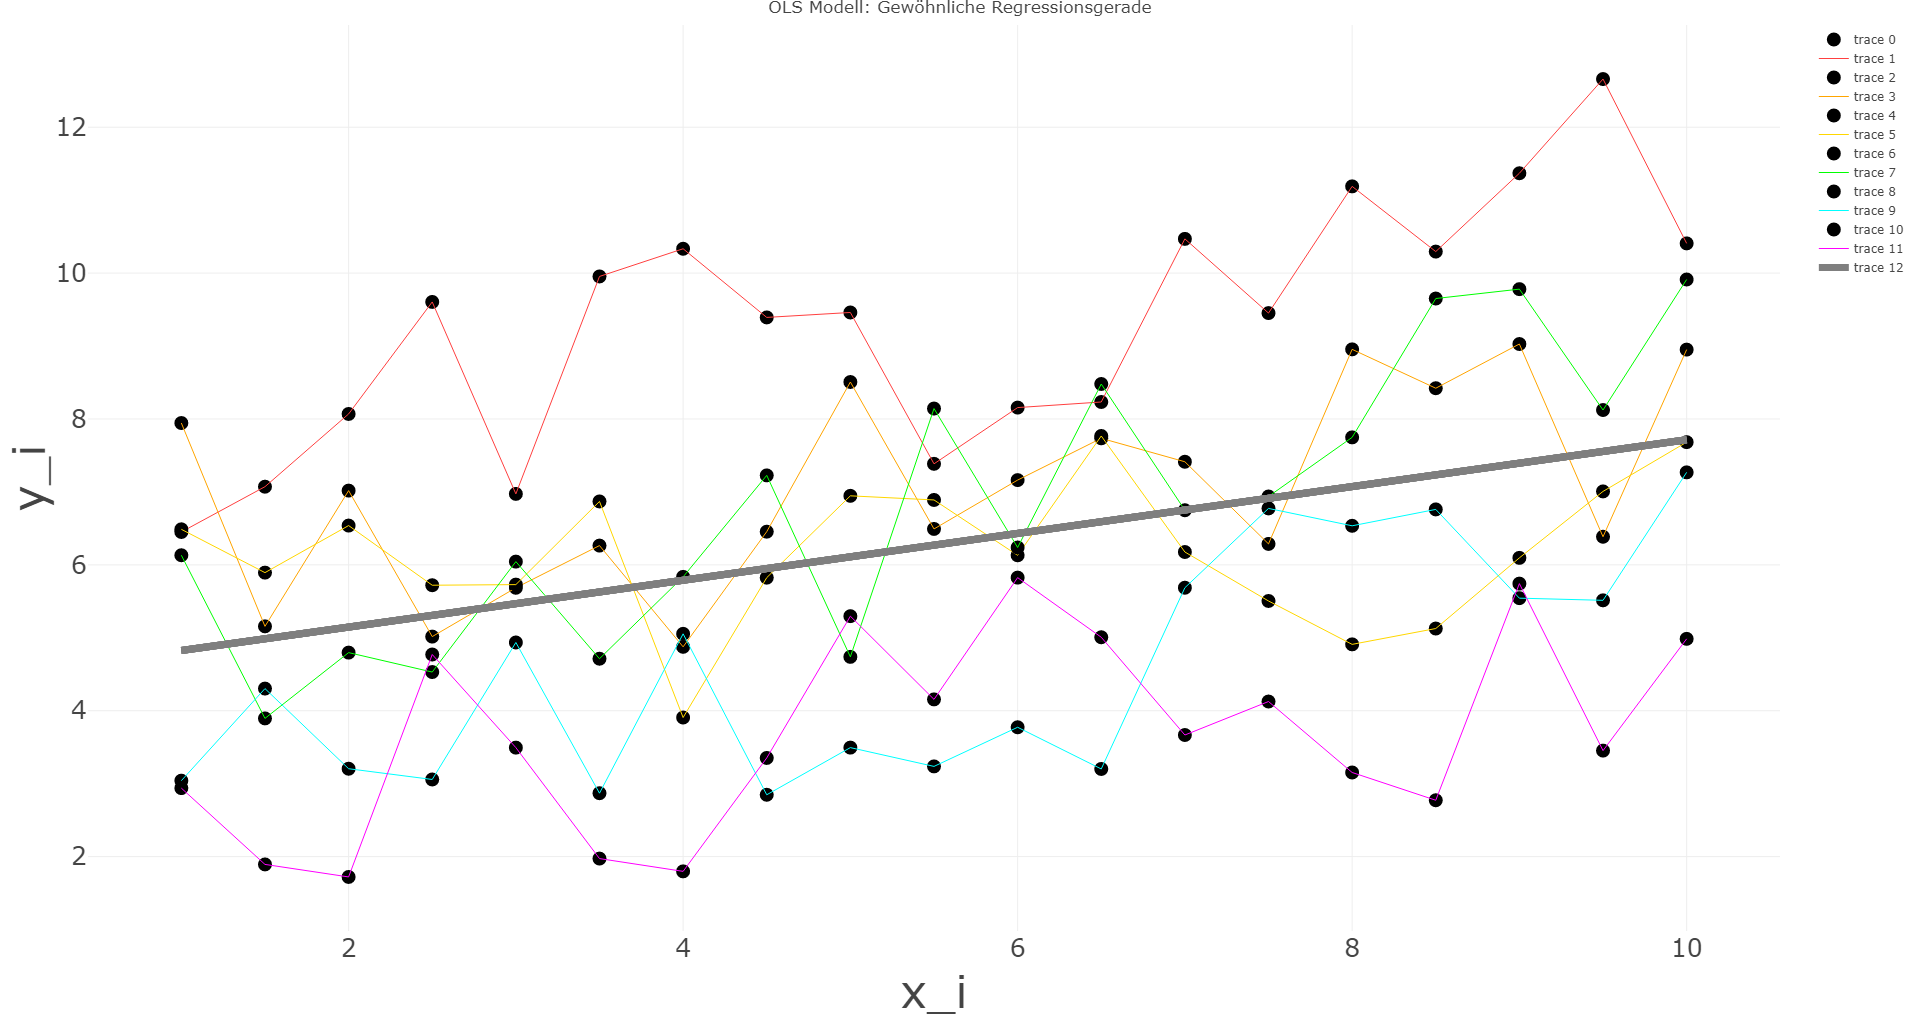 OLS Modell: Gewöhnliche Regressionsgerade
12
10
8
6
4
2
y_i
2
4
6
8
10
x_i
trace 0
trace 1
trace 2
trace 3
trace 4
trace 5
trace 6
trace 7
trace 8
trace 9
trace 10
trace 11
trace 12